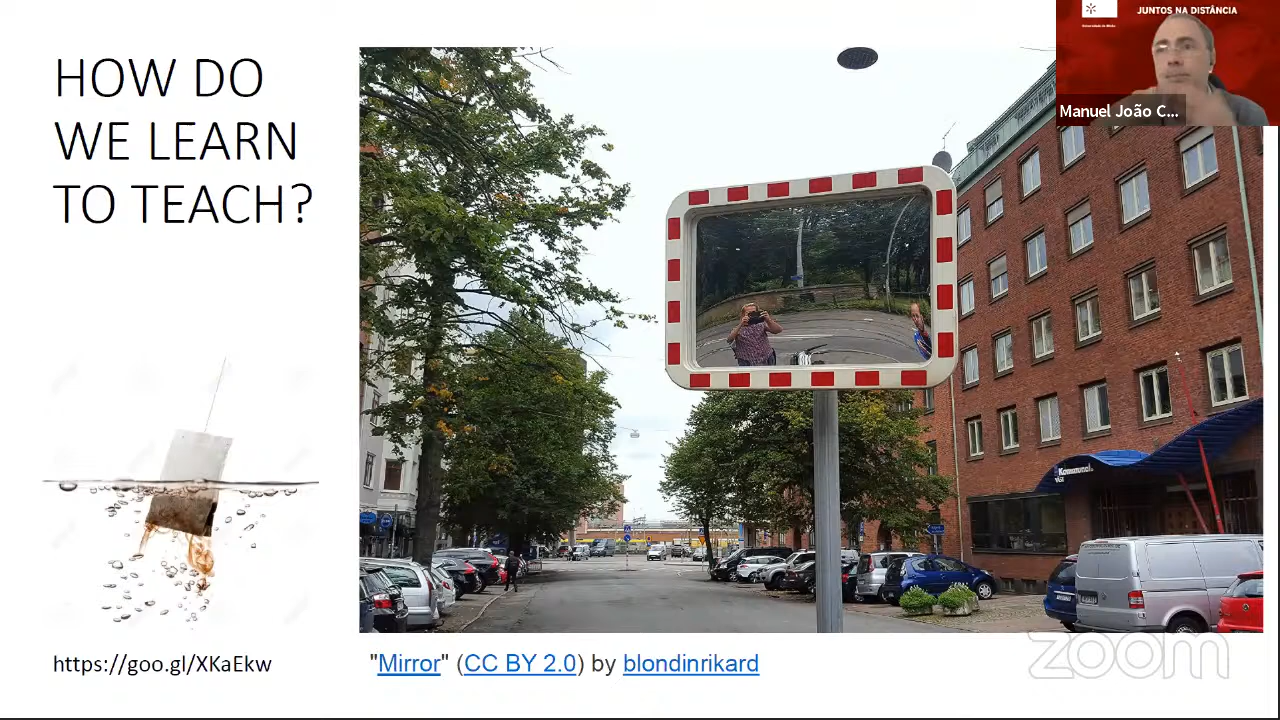 HOW DO
WE LEARN
TO TEACH?
JUNTOS NA DISTÂNCIA
Manuel João C...
Kommunal
https://goo.gl/XKaEkw
"Mirror" (CC BY 2.0) by blondinrikard
zoom